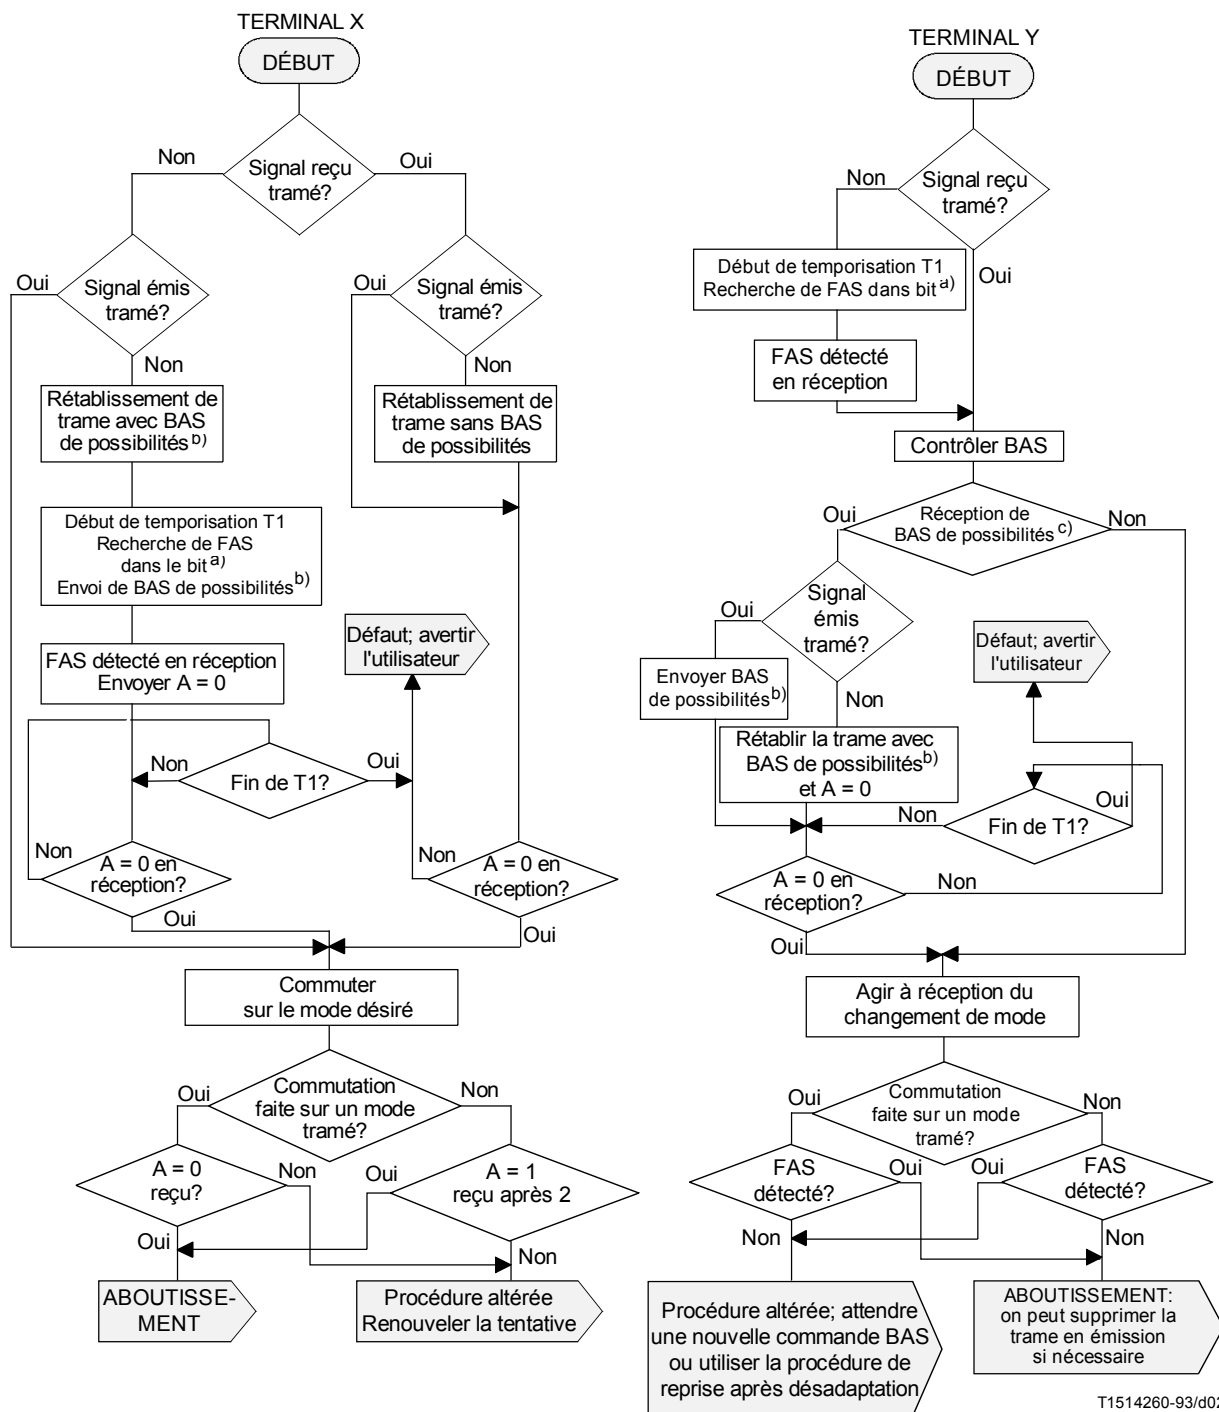 TERMINAL X
DÉBUT
Signal reçu
tramé?
Non
Oui
Oui
Signal émis
tramé?
Non
Oui
Signal émis
tramé?
Non
Rétablissement de
trame avec BAS
de possibilités b)
Rétablissement de
trame sans BAS
de possibilités
Début de temporisation T1
Recherche de FAS
dans le bit a)
Envoi de BAS de possibilités b)
FAS détecté en réception
Envoyer A = 0
Défaut; avertir
l'utilisateur
Non
Fin de T1?
Oui
Non
A = 0 en
réception?
Oui
Non
A = 0 en
réception?
Oui
Commuter
sur le mode désiré
Oui
Commutation
faite sur un mode
tramé?
Non
A = 0
reçu?
Non
Oui
Oui
A = 1
reçu après 2
Non
ABOUTISSE-
MENT
Procédure altérée
Renouveler la tentative
TERMINAL Y
DÉBUT
Signal reçu
tramé?
Non
Oui
Début de temporisation T1
Recherche de FAS dans bit a)
FAS détecté
en réception
Contrôler BAS
Oui
Réception de
BAS de possibilités c)
Non
Oui
Signal
émis
tramé?
Non
Envoyer BAS
de possibilités b)
Défaut; avertir
l'utilisateur
Rétablir la trame avec
BAS de possibilités b)
et A = 0
Non
Fin de T1?
Oui
A = 0 en
réception?
Non
Oui
Agir à réception du
changement de mode
Oui
Commutation
faite sur un mode
tramé?
Non
FAS
détecté?
Oui
Non
Oui
FAS
détecté?
Non
Procédure altérée; attendre
une nouvelle commande BAS
ou utiliser la procédure de
reprise après désadaptation
ABOUTISSEMENT:
on peut supprimer la
trame en émission
si nécessaire
T1514260-93/d02